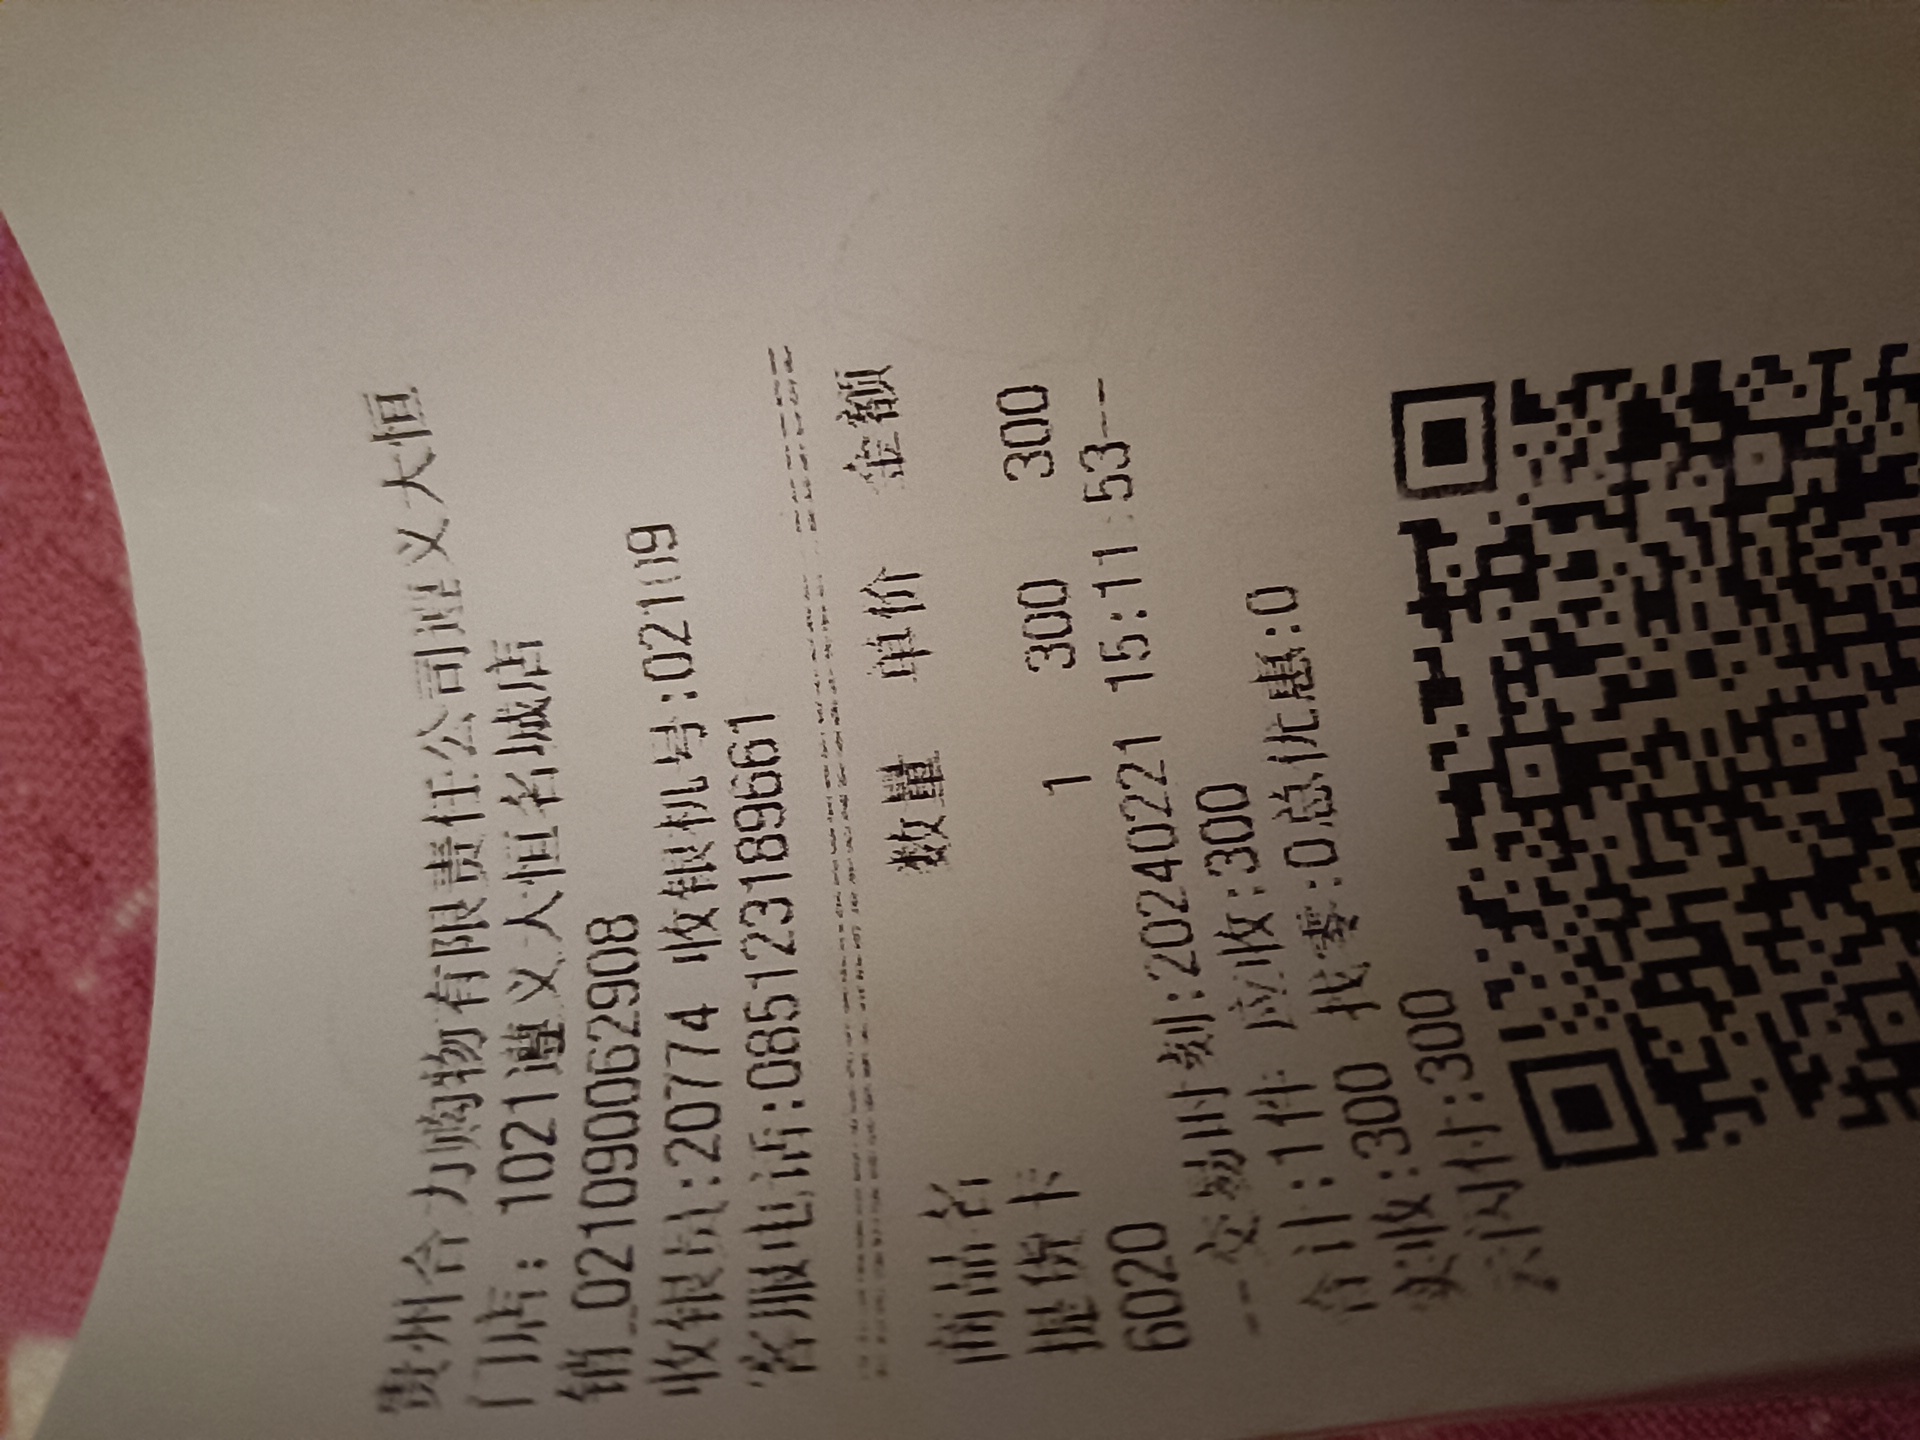 贵州合力购物有限责任公司遵义大恒
门店: 1021遵义大恒名城店
销_021090062908
收银员:20774 收银机号:02109
客服电话:085123189661
商品名 数量 单价 金额
提货卡 1 300 300
6020
--交易时刻:20240221 15:11:53--
合计:1件 应收:300
实收:300 找零:0总优惠:0
云闪付:300